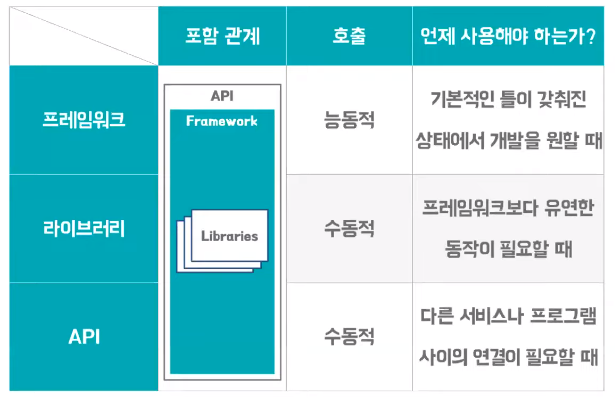 포함 관계
호출
언제 사용해야 하는가?
프레임워크
API
Framework
Libraries
능동적
기본적인 틀이 갖춰진
상태에서 개발을 원할 때
라이브러리
수동적
프레임워크보다 유연한
동작이 필요할 때
API
수동적
다른 서비스나 프로그램
사이의 연결이 필요할 때